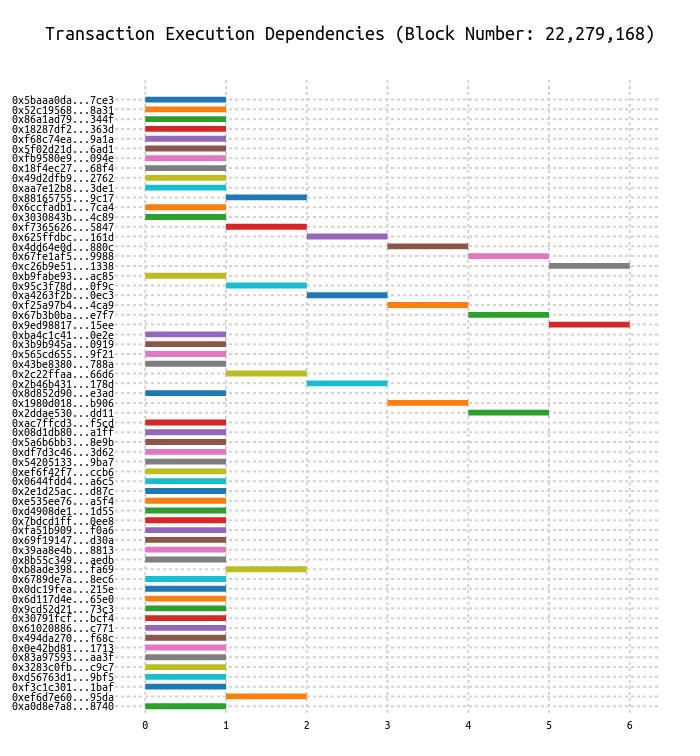 Transaction Execution Dependencies (Block Number: 22,279,168)
0x5baaa0da...7ce3
0x52c19568...8a31
0x86a1ad79...344f
0x18287df2...363d
0xf68c74ea...9a1a
0x5f02d21d...6ad1
0xfb9580e9...094e
0x18f4ec27...68f4
0x49d2dfb9...2762
0xaa7e12b8...3de1
0x88165755...9c17
0x6ccfadb1...7ca4
0x3030843b...4c89
0xf7365626...5847
0x625ffdbc...161d
0x4dd64e0d...880c
0x67fe1af5...9988
0xc26b9e51...1338
0xb9fabe93...ac85
0x95c3f78d...0f9c
0xa4263f2b...0ec3
0xf25a97b4...4ca9
0x67b3b0ba...e7f7
0x9ed98817...15ee
0xba4c1c41...0e2e
0x3b9b945a...0919
0x565cd655...9f21
0x43be8380...788a
0x2c22ffaa...66d6
0x2b46b431...178d
0x8d852d90...e3ad
0x1980d018...b906
0x2ddae530...dd11
0xac7ffcd3...f5cd
0x08d1db80...a1ff
0x5a6b6bb3...8e9b
0xdf7d3c46...3d62
0x54205133...9ba7
0xef6f42f7...ccb6
0x0644fdd4...a6c5
0x2e1d25ac...d87c
0xe535ee76...a5f4
0xd4908de1...1d55
0x7bdcd1ff...0ee8
0xfa51b909...f0a6
0x69f19147...d30a
0x39aa8e4b...8813
0x8b55c349...aedb
0xb8ade398...fa69
0x6789de7a...8ec6
0x0dc19fea...215e
0x6d117d4e...65e0
0x9cd52d21...73c3
0x30791fcf...bcf4
0x61020886...c771
0x494da270...f68c
0x0e42bd81...1713
0x83a97593...aa3f
0x3283c0fb...c9c7
0xd56763d1...9bf5
0xf3c1c301...1baf
0xef6d7e60...95da
0xa0d8e7a8...8740
0 1 2 3 4 5 6